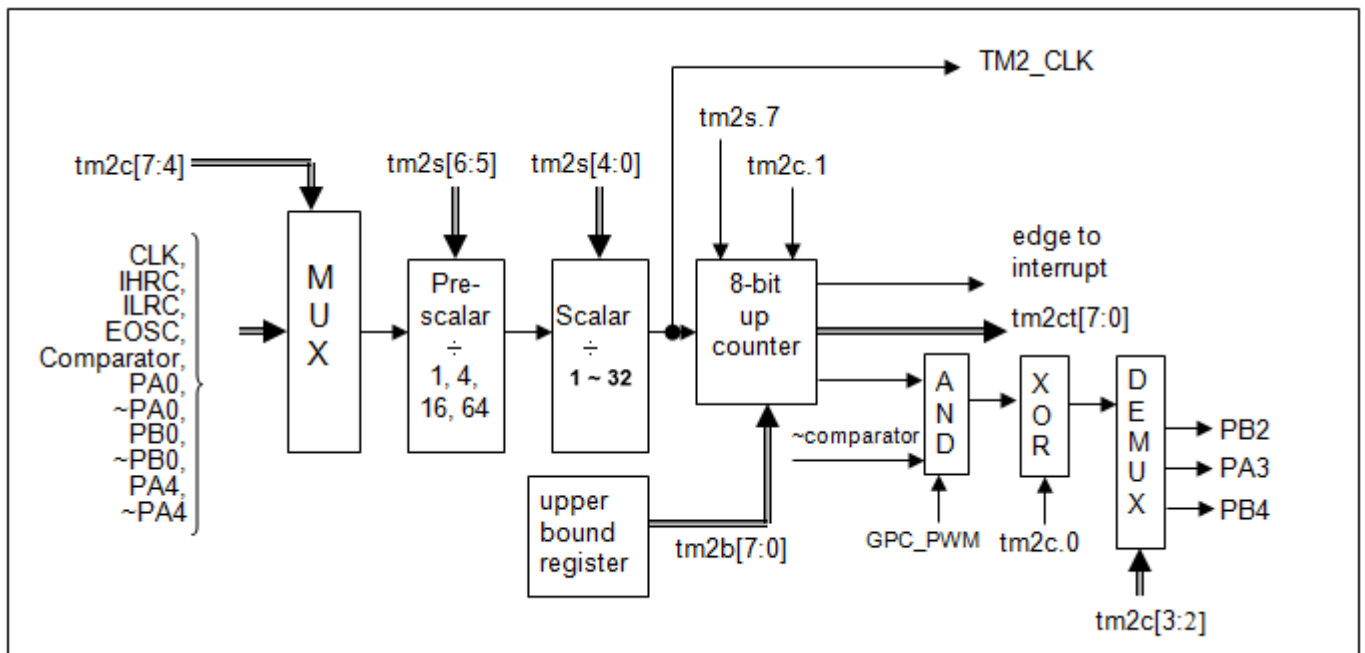 TM2_CLK
tm2s.7
tm2c[7:4]
tm2s[6:5]
tm2s[4:0]
tm2c.1
CLK,
IHRC,
ILRC,
EOSC,
Comparator,
PA0,
~PA0,
PB0,
~PB0,
PA4,
~PA4
M
U
X
Pre-
scalar
÷
1, 4,
16, 64
Scalar
÷
1 ~ 32
8-bit
up
counter
edge to
interrupt
tm2ct[7:0]
upper
bound
register
tm2b[7:0]
~comparator
A
N
D
GPC_PWM
X
O
R
tm2c.0
D
E
M
U
X
PB2
PA3
PB4
tm2c[3:2]